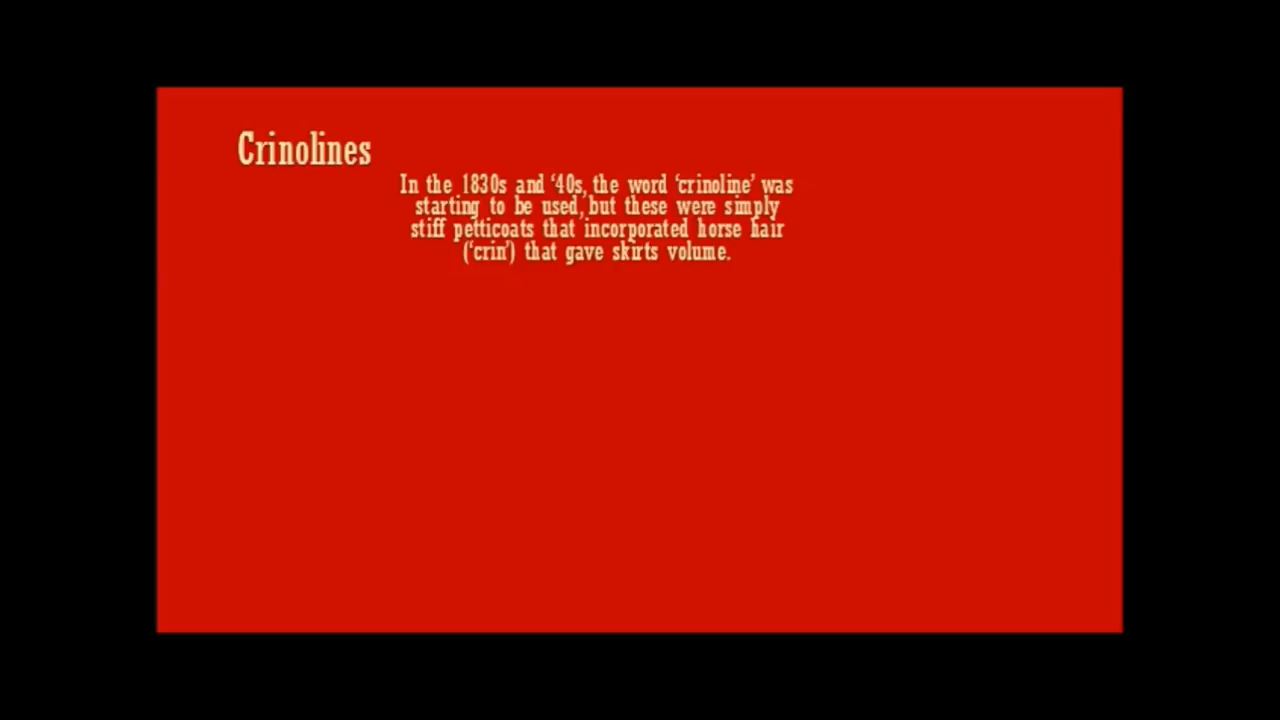 Crinolines
In the 1830s and ‘40s, the word ‘crinoline’ was
starting to be used, but these were simply
stiff petticoats that incorporated horse hair
(‘crin’) that gave skirts volume.